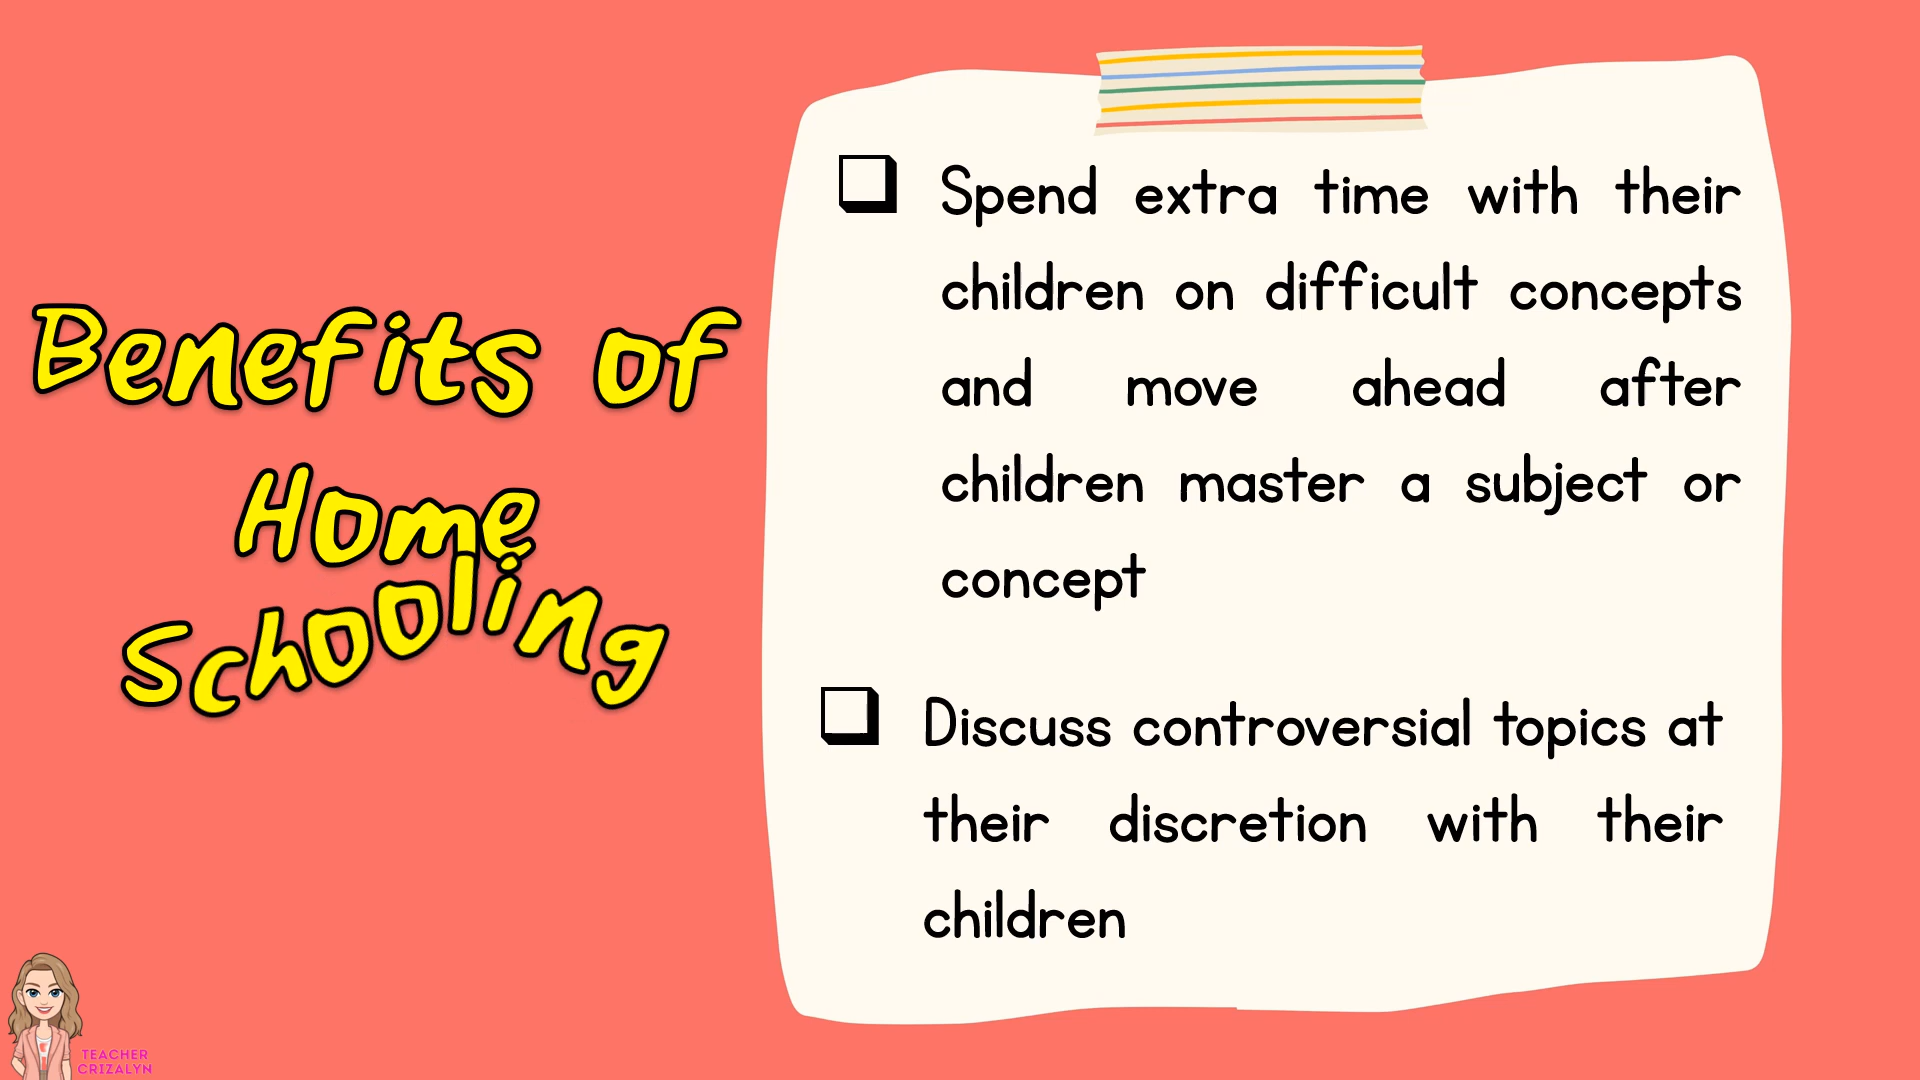 Benefits of
Home
Schooling
Spend extra time with their
children on difficult concepts
and move ahead after
children master a subject or
concept
Discuss controversial topics at
their discretion with their
children
TEACHER
CRIZALYN